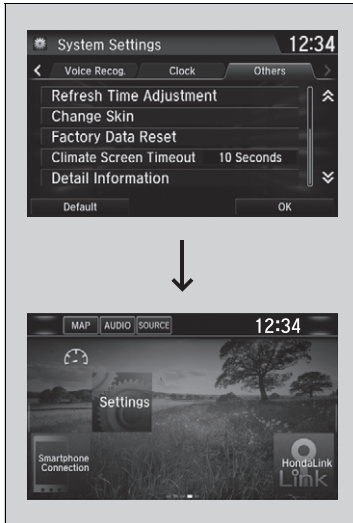 System Settings 12:34
Voice Recog. Clock Others
Refresh Time Adjustment
Change Skin
Factory Data Reset
Climate Screen Timeout 10 Seconds
Detail Information
Default OK
MAP AUDIO SOURCE 12:34
Settings
Smartphone
Connection
HondaLink
Link